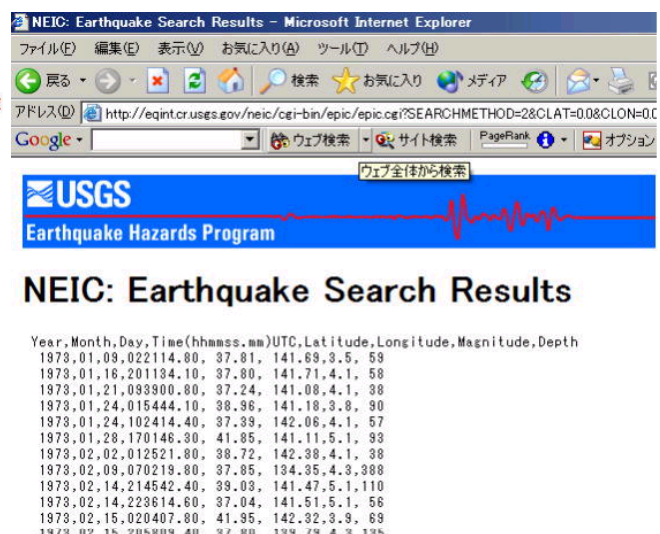 NEIC: Earthquake Search Results - Microsoft Internet Explorer
ファイル(F) 編集(E) 表示(V) お気に入り(A) ツール(T) ヘルプ(H)
戻る 検索 お気に入り メディア
アドレス(D) http://eqint.cr.usgs.gov/neic/cgi-bin/epic/epic.cgi?SEARCHMETHOD=2&CLAT=0.0&CLON=0.0
Google ウェブ検索 サイト検索 PageRank オプション
ウェブ全体から検索
USGS
Earthquake Hazards Program
NEIC: Earthquake Search Results
Year,Month,Day,Time(hhmmss.mm)UTC,Latitude,Longitude,Magnitude,Depth
1973,01,09,022114.80, 37.81, 141.69,3.5, 59
1973,01,16,201134.10, 37.80, 141.71,4.1, 58
1973,01,21,093900.80, 37.24, 141.08,4.1, 38
1973,01,24,015444.10, 38.96, 141.18,3.8, 90
1973,01,24,102414.40, 37.39, 142.06,4.1, 57
1973,01,28,170146.30, 41.85, 141.11,5.1, 93
1973,02,02,012521.80, 38.72, 142.38,4.1, 38
1973,02,09,070219.80, 37.85, 134.35,4.3,388
1973,02,14,214542.40, 39.03, 141.47,5.1,110
1973,02,14,223614.60, 37.04, 141.51,5.1, 56
1973,02,15,020407.80, 41.95, 142.32,3.9, 69
1973,02,15,205809.40, 37.80, 139.79,4.3,135